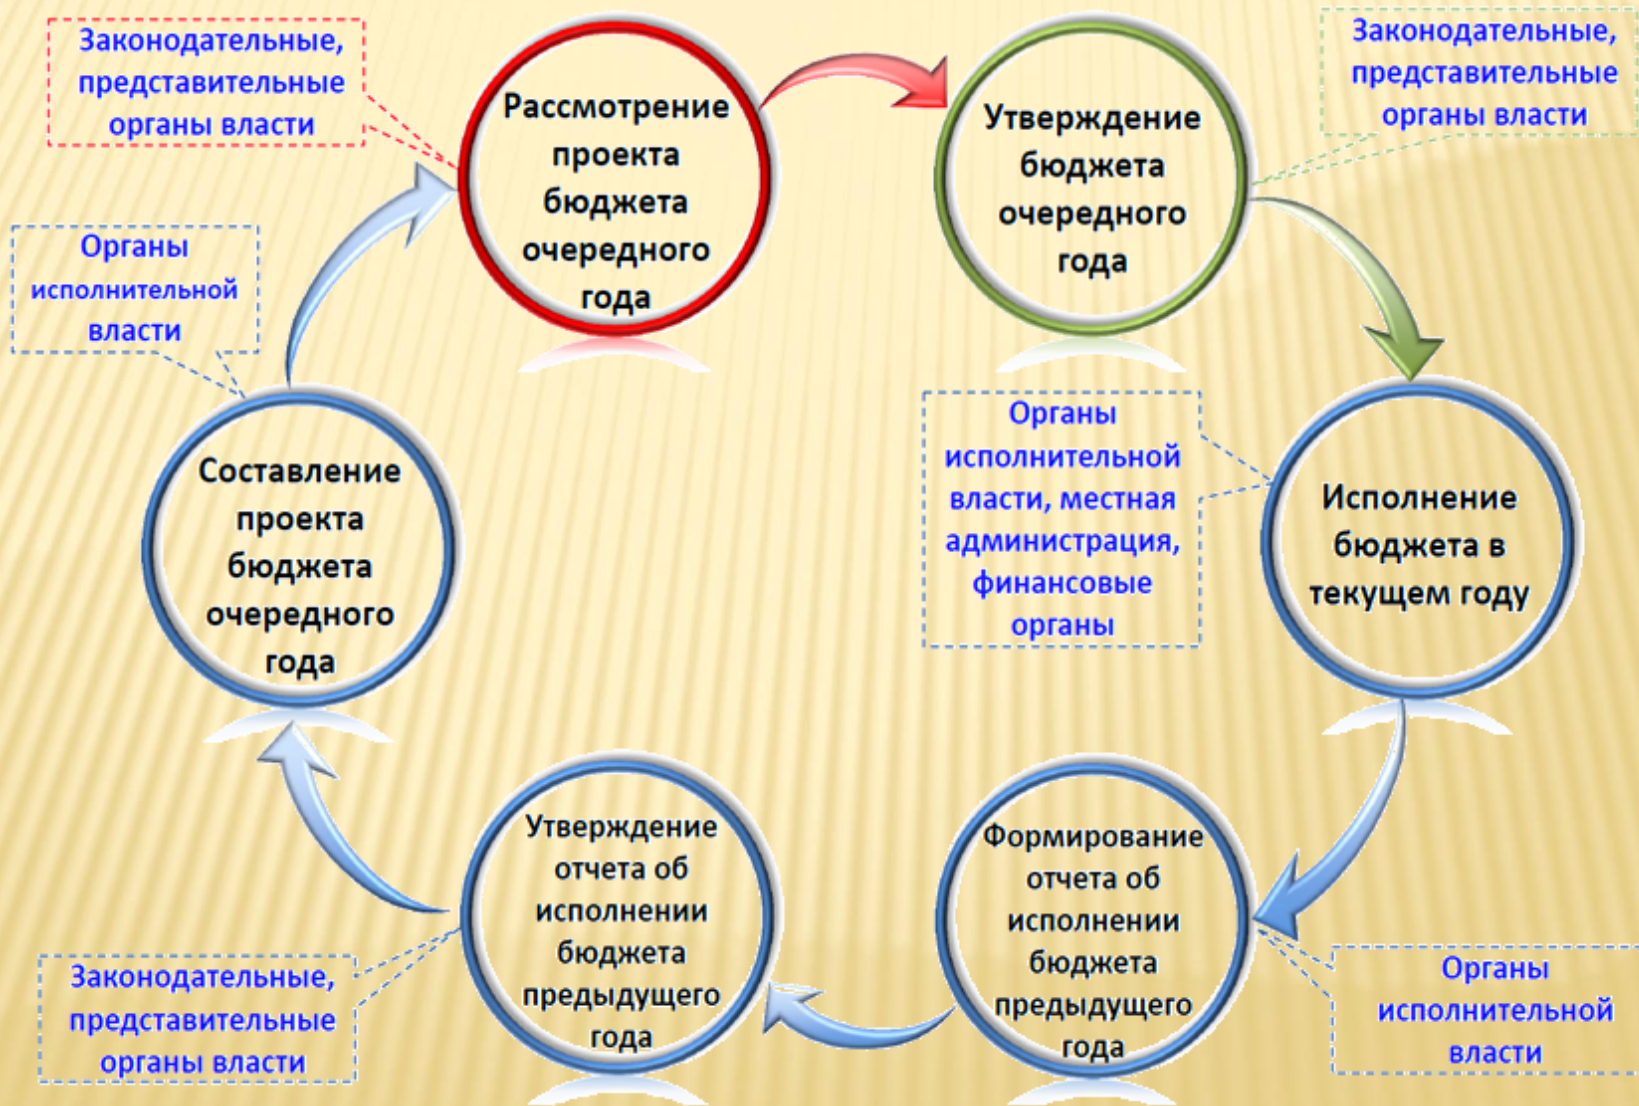 Законодательные,
представительные
органы власти
Рассмотрение
проекта
бюджета
очередного
года
Утверждение
бюджета
очередного
года
Законодательные,
представительные
органы власти
Органы
исполнительной
власти
Составление
проекта
бюджета
очередного
года
Органы
исполнительной
власти, местная
администрация,
финансовые
органы
Исполнение
бюджета в
текущем году
Утверждение
отчета об
исполнении
бюджета
предыдущего
года
Законодательные,
представительные
органы власти
Формирование
отчета об
исполнении
бюджета
предыдущего
года
Органы
исполнительной
власти